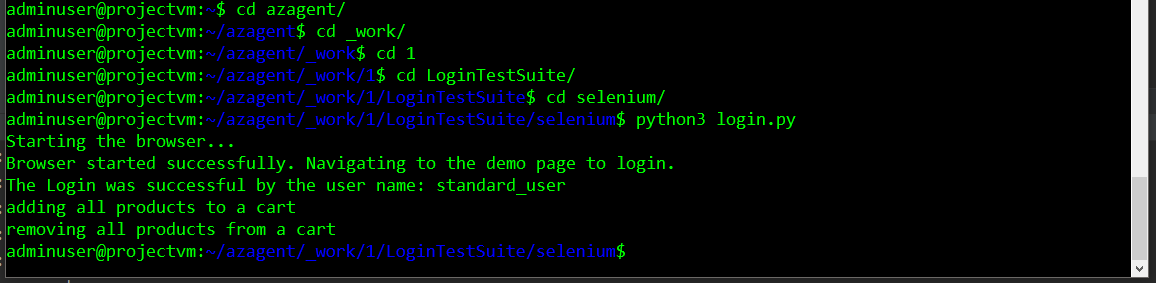 adminuser@projectvm:~$ cd azagent/
adminuser@projectvm:~/azagent$ cd _work/
adminuser@projectvm:~/azagent/_work$ cd 1
adminuser@projectvm:~/azagent/_work/1$ cd LoginTestSuite/
adminuser@projectvm:~/azagent/_work/1/LoginTestSuite$ cd selenium/
adminuser@projectvm:~/azagent/_work/1/LoginTestSuite/selenium$ python3 login.py
Starting the browser...
Browser started successfully. Navigating to the demo page to login.
The Login was successful by the user name: standard_user
adding all products to a cart
removing all products from a cart
adminuser@projectvm:~/azagent/_work/1/LoginTestSuite/selenium$